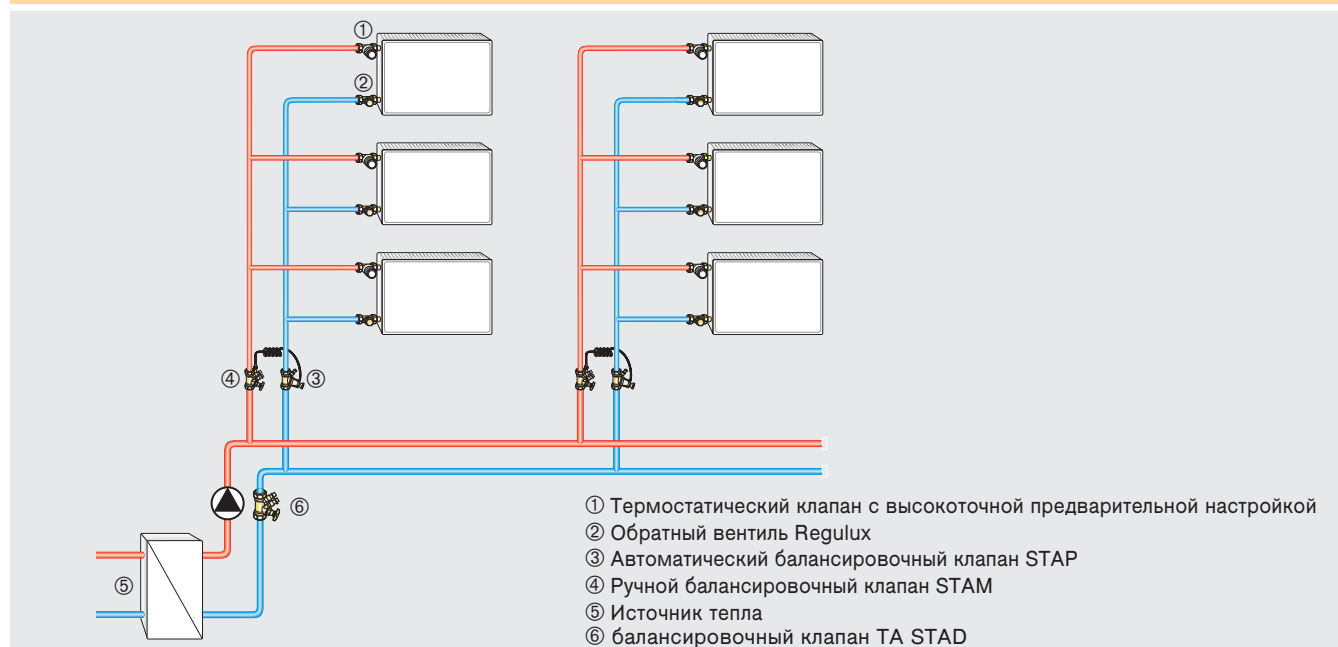 ①
②
④
③
⑥
⑤
① Термостатический клапан с высокоточной предварительной настройкой
② Обратный вентиль Regulux
③ Автоматический балансировочный клапан STAP
④ Ручной балансировочный клапан STAM
⑤ Источник тепла
⑥ балансировочный клапан TA STAD